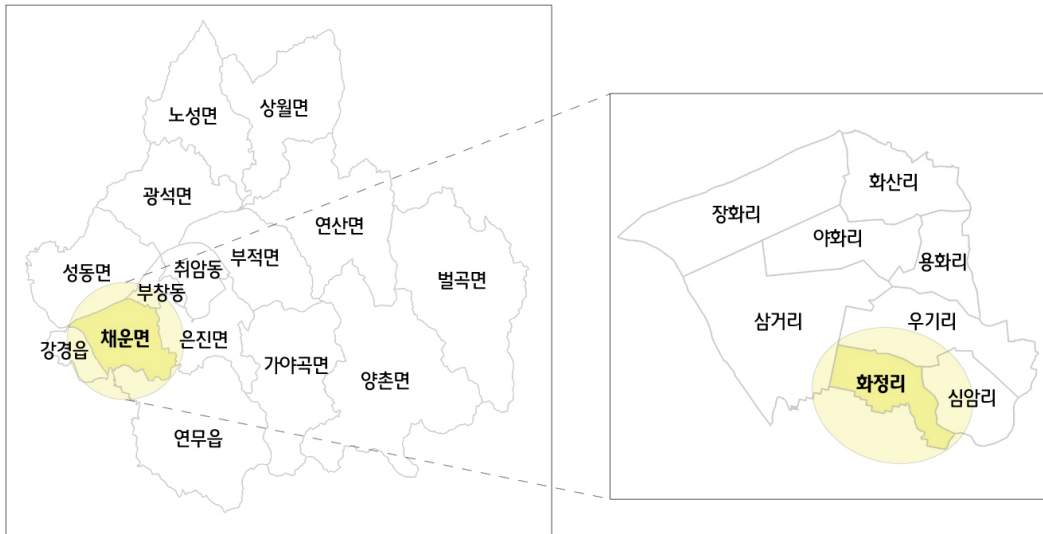 노성면
상월면
광석면
연산면
성동면
취암동
부적면
벌곡면
부창동
강경읍
채운면
은진면
가야곡면
양촌면
연무읍
화산리
장화리
야화리
용화리
삼거리
우기리
화정리
심암리